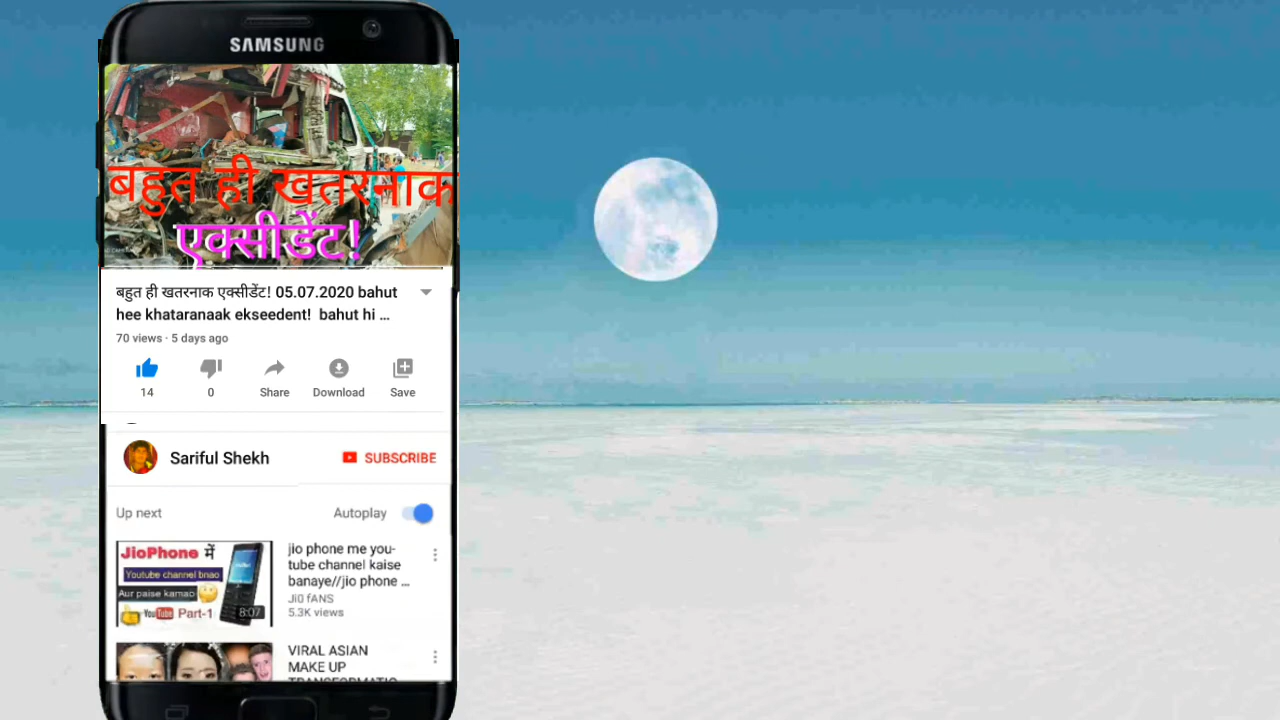 SAMSUNG
बहुत ही खतरनाक
एक्सीडेंट!
बहुत ही खतरनाक एक्सीडेंट! 05.07.2020 bahut
hee khataranaak ekseedent! bahut hi ...
70 views · 5 days ago
14
0
Share
Download
Save
Sariful Shekh
SUBSCRIBE
Up next
Autoplay
JioPhone में
Youtube channel bnao
Aur paise kamao
YouTube Part-1
8:07
jio phone me you-
tube channel kaise
banaye//jio phone ...
Ji0 fANS
5.3K views
VIRAL ASIAN
MAKE UP
TRANSFORMATIO